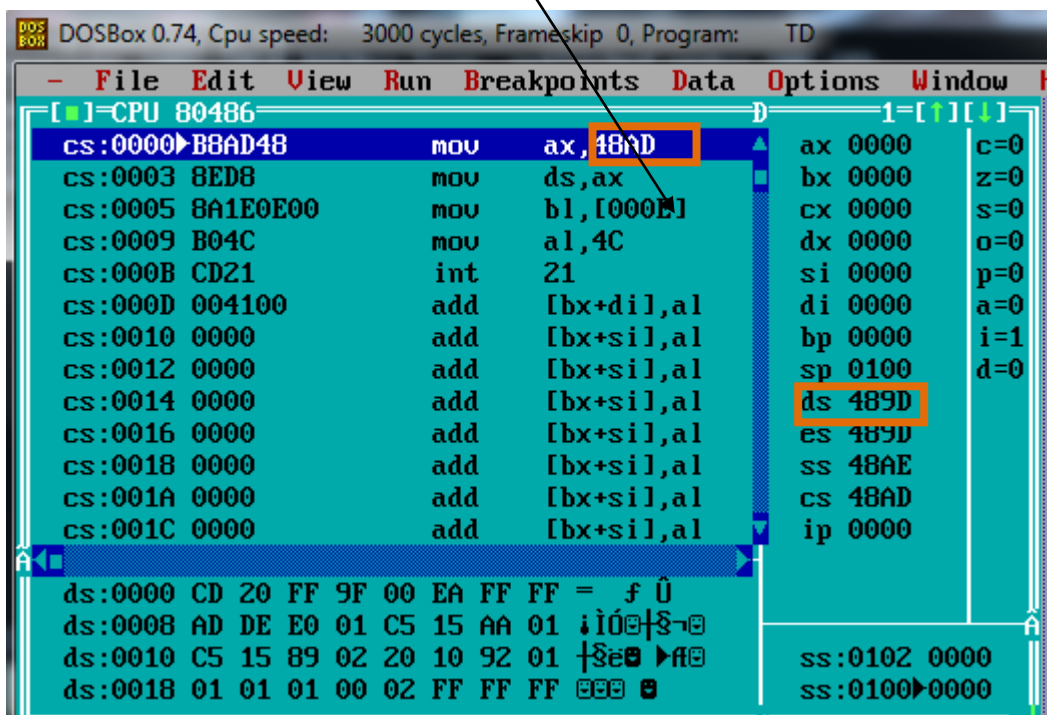 DOSBox 0.74, Cpu speed: 3000 cycles, Frameskip 0, Program: TD
- File Edit View Run Breakpoints Data Options Window
[■]=CPU 80486 D 1=[↑][↓]
cs:0000►B8AD48 mov ax,48AD ax 0000 c=0
cs:0003 8ED8 mov ds,ax bx 0000 z=0
cs:0005 8A1E0E00 mov bl,[000E] cx 0000 s=0
cs:0009 B04C mov al,4C dx 0000 o=0
cs:000B CD21 int 21 si 0000 p=0
cs:000D 004100 add [bx+di],al di 0000 a=0
cs:0010 0000 add [bx+si],al bp 0000 i=1
cs:0012 0000 add [bx+si],al sp 0100 d=0
cs:0014 0000 add [bx+si],al ds 489D
cs:0016 0000 add [bx+si],al es 489D
cs:0018 0000 add [bx+si],al ss 48AE
cs:001A 0000 add [bx+si],al cs 48AD
cs:001C 0000 add [bx+si],al ip 0000
ds:0000 CD 20 FF 9F 00 EA FF FF = ƒ Û
ds:0008 AD DE E0 01 C5 15 AA 01
ds:0010 C5 15 89 02 20 10 92 01 ss:0102 0000
ds:0018 01 01 01 00 02 FF FF FF ss:0100►0000